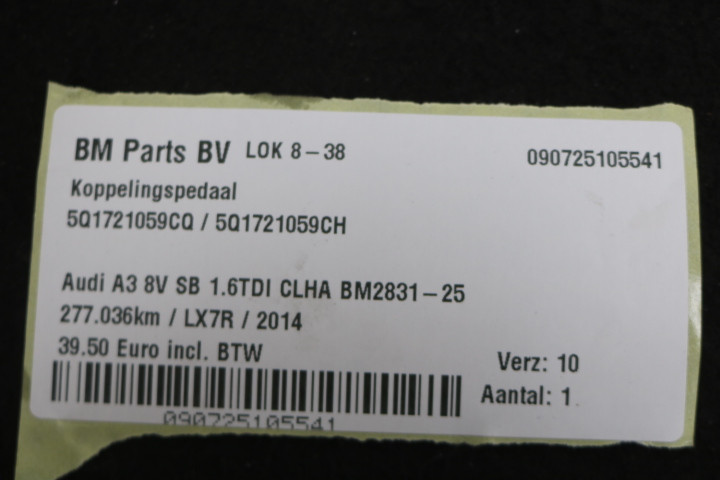 BM Parts BV LOK 8-38 090725105541
Koppelingspedaal
5Q1721059CQ / 5Q1721059CH
Audi A3 8V SB 1.6TDI CLHA BM2831-25
277.036km / LX7R / 2014
39.50 Euro incl. BTW
Verz: 10
Aantal: 1
090725105541